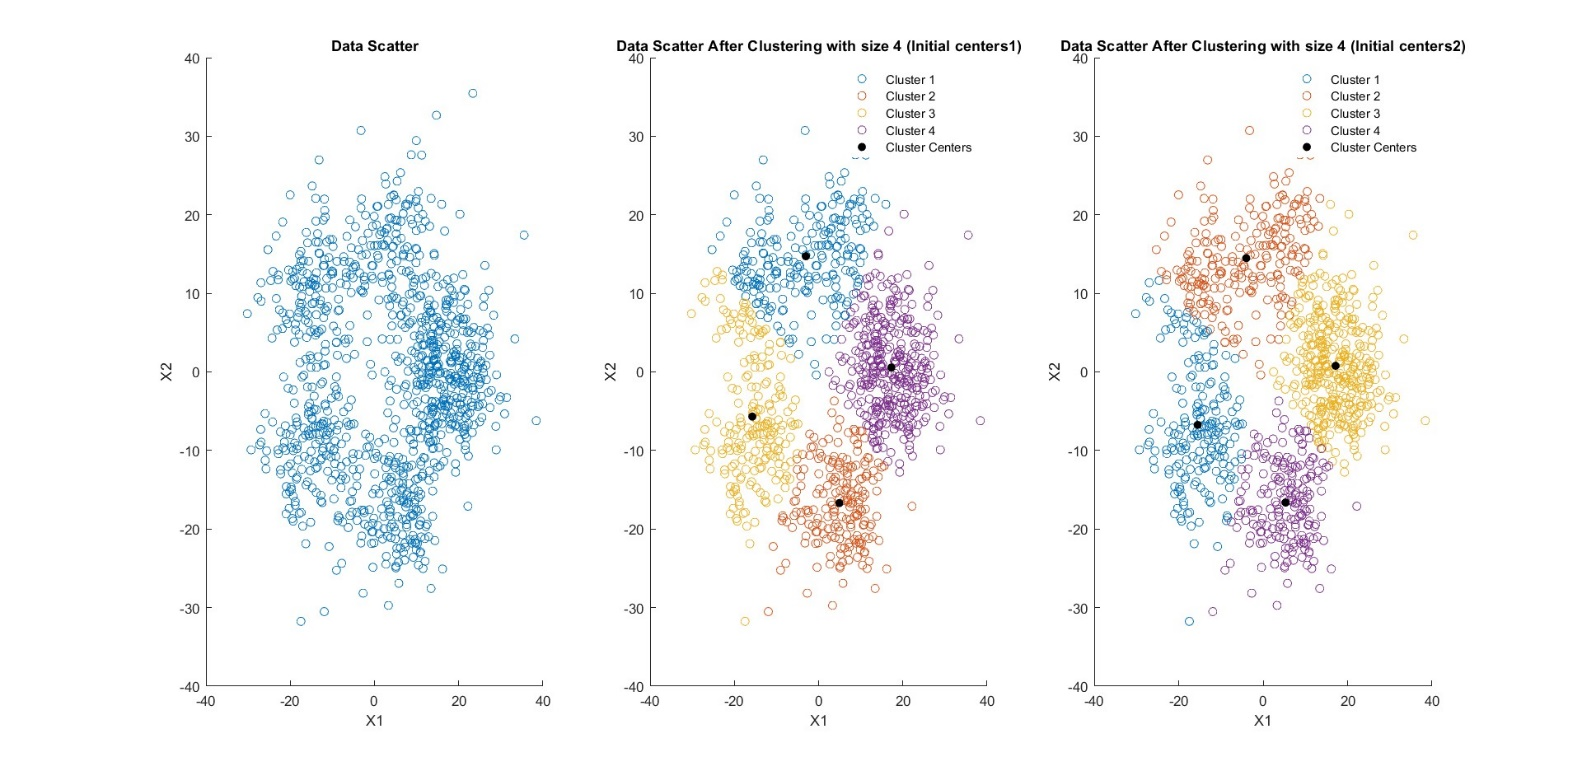 Data Scatter
40
30
20
10
0
-10
-20
-30
-40
-40
-20
0
20
40
X1
X2
Data Scatter After Clustering with size 4 (Initial centers1)
Cluster 1
Cluster 2
Cluster 3
Cluster 4
Cluster Centers
40
30
20
10
0
-10
-20
-30
-40
-40
-20
0
20
40
X1
X2
Data Scatter After Clustering with size 4 (Initial centers2)
Cluster 1
Cluster 2
Cluster 3
Cluster 4
Cluster Centers
40
30
20
10
0
-10
-20
-30
-40
-40
-20
0
20
40
X1
X2